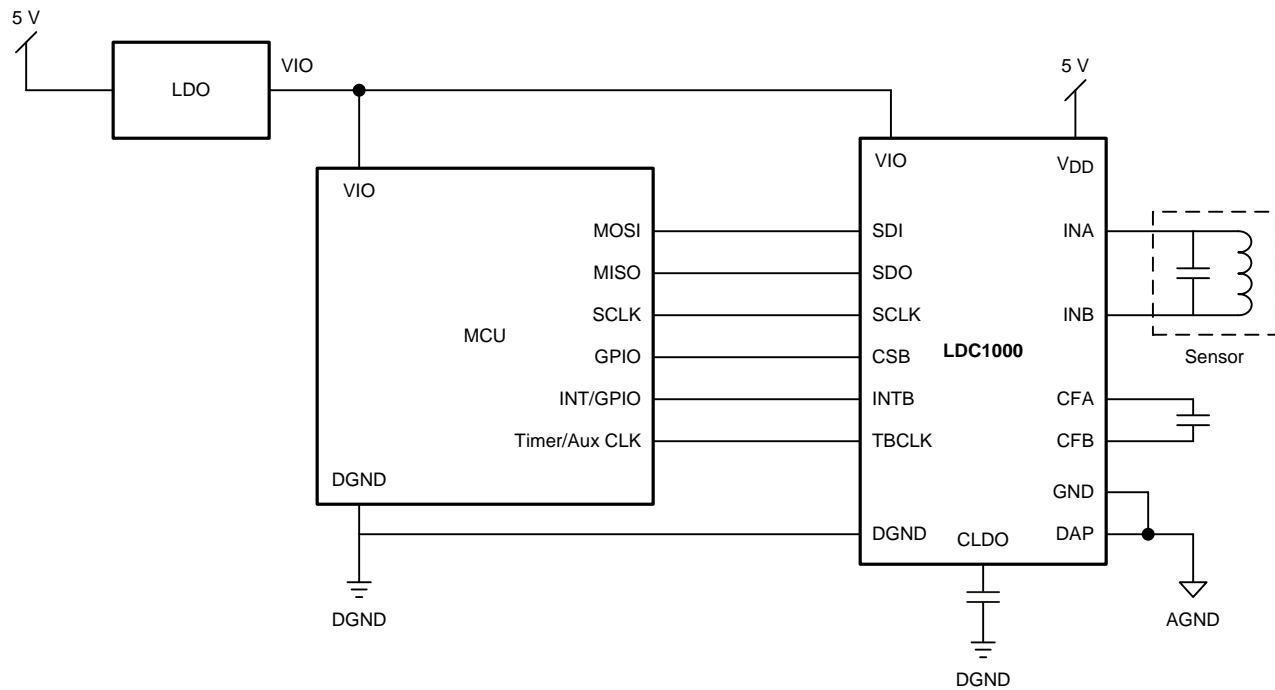 5 V
LDO
VIO
5 V
VIO
VIO
VDD
MOSI
SDI
INA
MISO
SDO
SCLK
SCLK
INB
MCU
LDC1000
GPIO
CSB
Sensor
INT/GPIO
INTB
CFA
Timer/Aux CLK
TBCLK
CFB
DGND
GND
DGND
CLDO
DAP
DGND
AGND
DGND